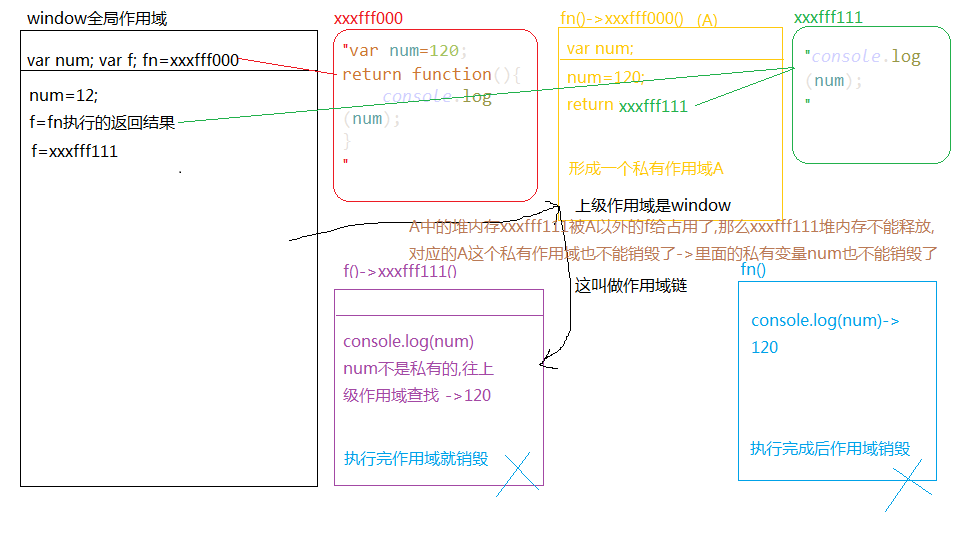 window全局作用域
var num; var f; fn=xxxfff000
num=12;
f=fn执行的返回结果
f=xxxfff111
xxxfff000
"var num=120;
return function(){
console.log
(num);
}
"
fn()->xxxfff000() (A)
var num;
num=120;
return xxxfff111
形成一个私有作用域A
上级作用域是window
xxxfff111
"console.log
(num);
"
A中的堆内存xxxfff111被A以外的f给占用了,那么xxxfff111堆内存不能释放,
对应的A这个私有作用域也不能销毁了->里面的私有变量num也不能销毁了
这叫做作用域链
f()->xxxfff111()
console.log(num)
num不是私有的,往上
级作用域查找 ->120
执行完作用域就销毁
fn()
console.log(num)->
120
执行完成后作用域销毁